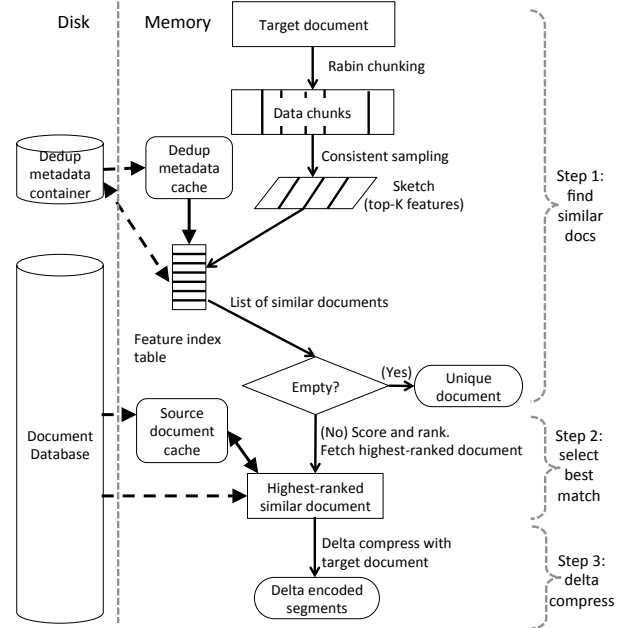 Disk
Memory
Target document
Rabin chunking
Data chunks
Consistent sampling
Dedup
metadata
container
Dedup
metadata
cache
Sketch
(top-K features)
Step 1:
find
similar
docs
List of similar documents
Feature index
table
Empty?
(Yes)
Unique
document
Document
Database
Source
document
cache
(No) Score and rank.
Fetch highest-ranked document
Step 2:
select
best
match
Highest-ranked
similar document
Delta compress with
target document
Step 3:
delta
compress
Delta encoded
segments